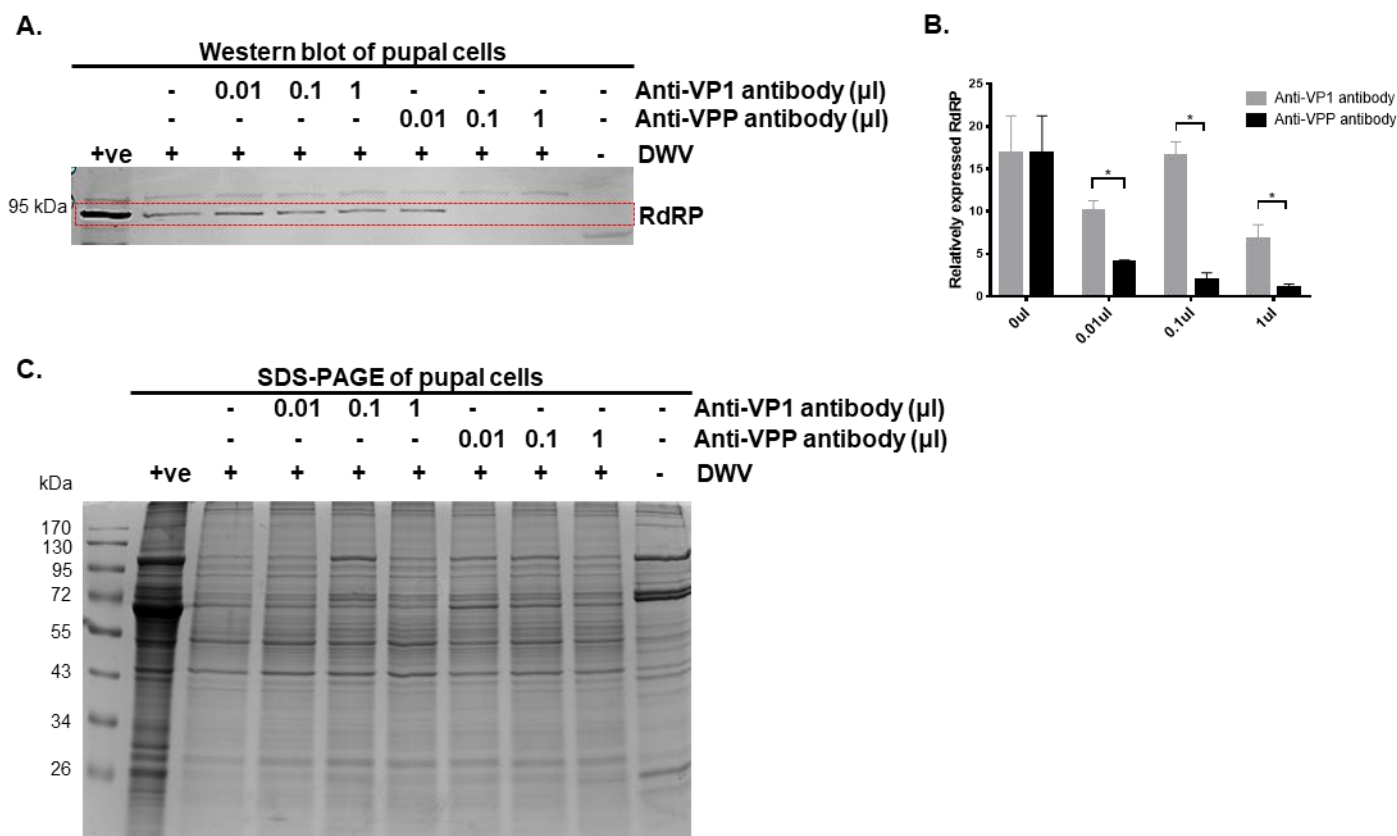 A.
Western blot of pupal cells
- 0.01 0.1 1 - - - Anti-VP1 antibody (µl)
- - - - 0.01 0.1 1 Anti-VPP antibody (µl)
+ve + + + + + + + - DWV
95 kDa
RdRP
B.
Relatively expressed RdRP
25
20
15
10
5
0
Anti-VP1 antibody
Anti-VPP antibody
* * *
0ul 0.01ul 0.1ul 1ul
C.
SDS-PAGE of pupal cells
- 0.01 0.1 1 - - - - Anti-VP1 antibody (µl)
- - - - 0.01 0.1 1 - Anti-VPP antibody (µl)
+ve + + + + + + + - DWV
kDa
170
130
95
72
55
43
34
26